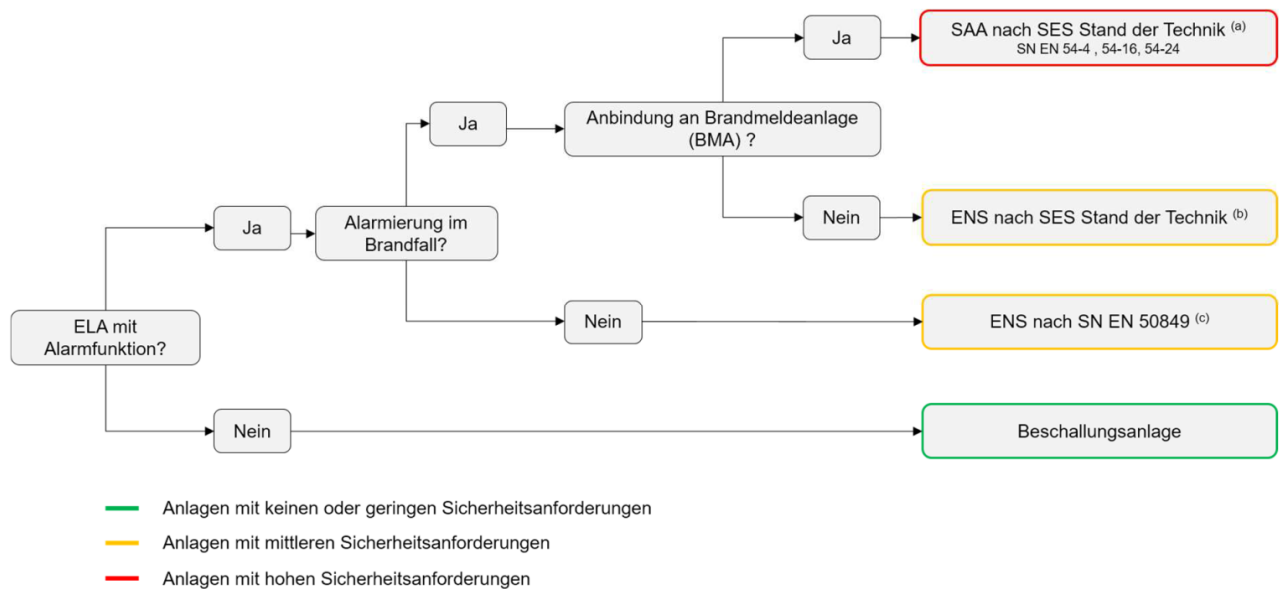 Ja
SAA nach SES Stand der Technik (a)
SN EN 54-4 , 54-16, 54-24
Ja
Anbindung an Brandmeldeanlage
(BMA) ?
Ja
Alarmierung im
Brandfall?
Nein
ENS nach SES Stand der Technik (b)
ELA mit
Alarmfunktion?
Nein
ENS nach SN EN 50849 (c)
Nein
Beschallungsanlage
Anlagen mit keinen oder geringen Sicherheitsanforderungen
Anlagen mit mittleren Sicherheitsanforderungen
Anlagen mit hohen Sicherheitsanforderungen